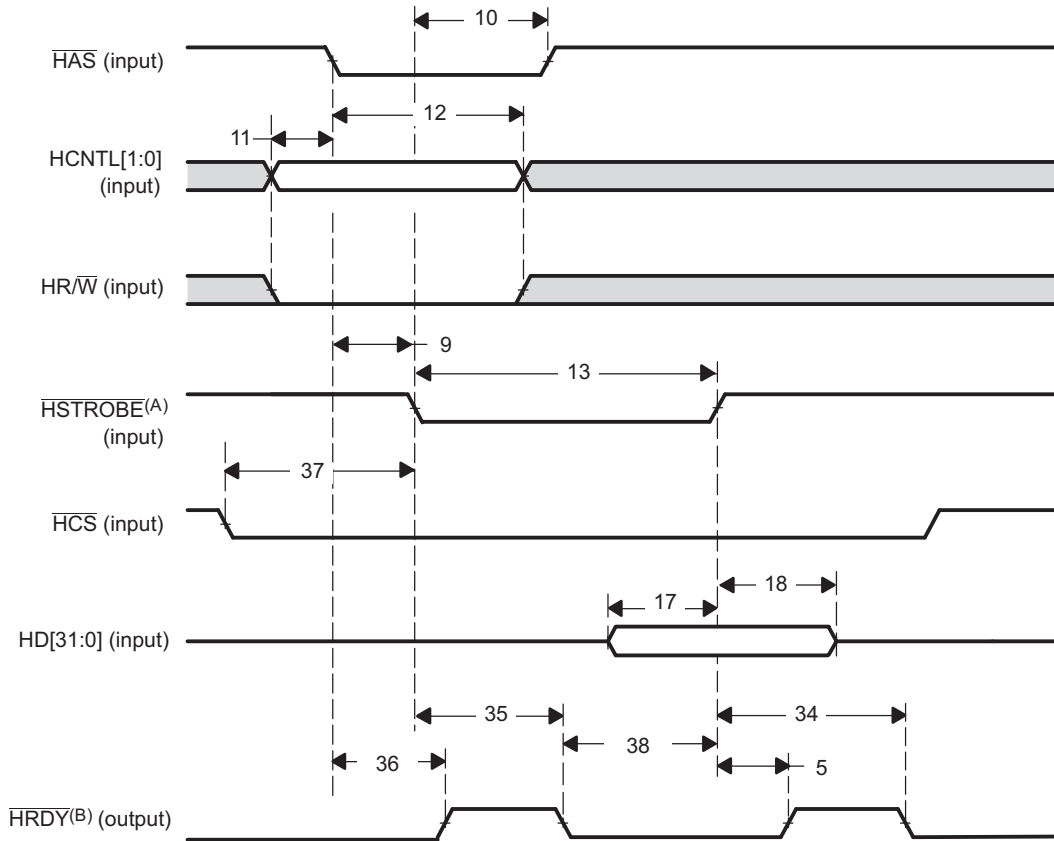 10
HAS (input)
12
11
HCNTL[1:0]
(input)
HR/W (input)
9
13
HSTROBE(A)
(input)
37
HCS (input)
18
17
HD[31:0] (input)
35
34
38
36
5
HRDY(B) (output)